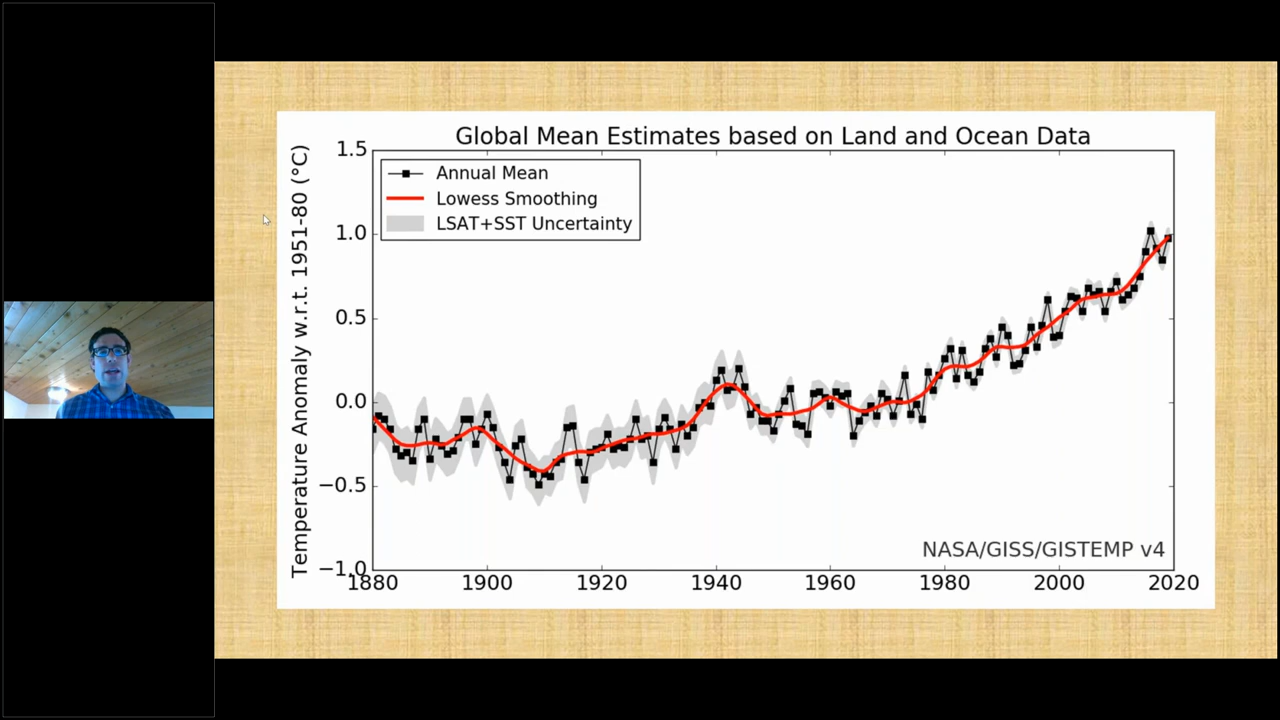 Global Mean Estimates based on Land and Ocean Data
Temperature Anomaly w.r.t. 1951-80 (°C)
1.5
1.0
0.5
0.0
−0.5
−1.0
Annual Mean
Lowess Smoothing
LSAT+SST Uncertainty
NASA/GISS/GISTEMP v4
1880 1900 1920 1940 1960 1980 2000 2020